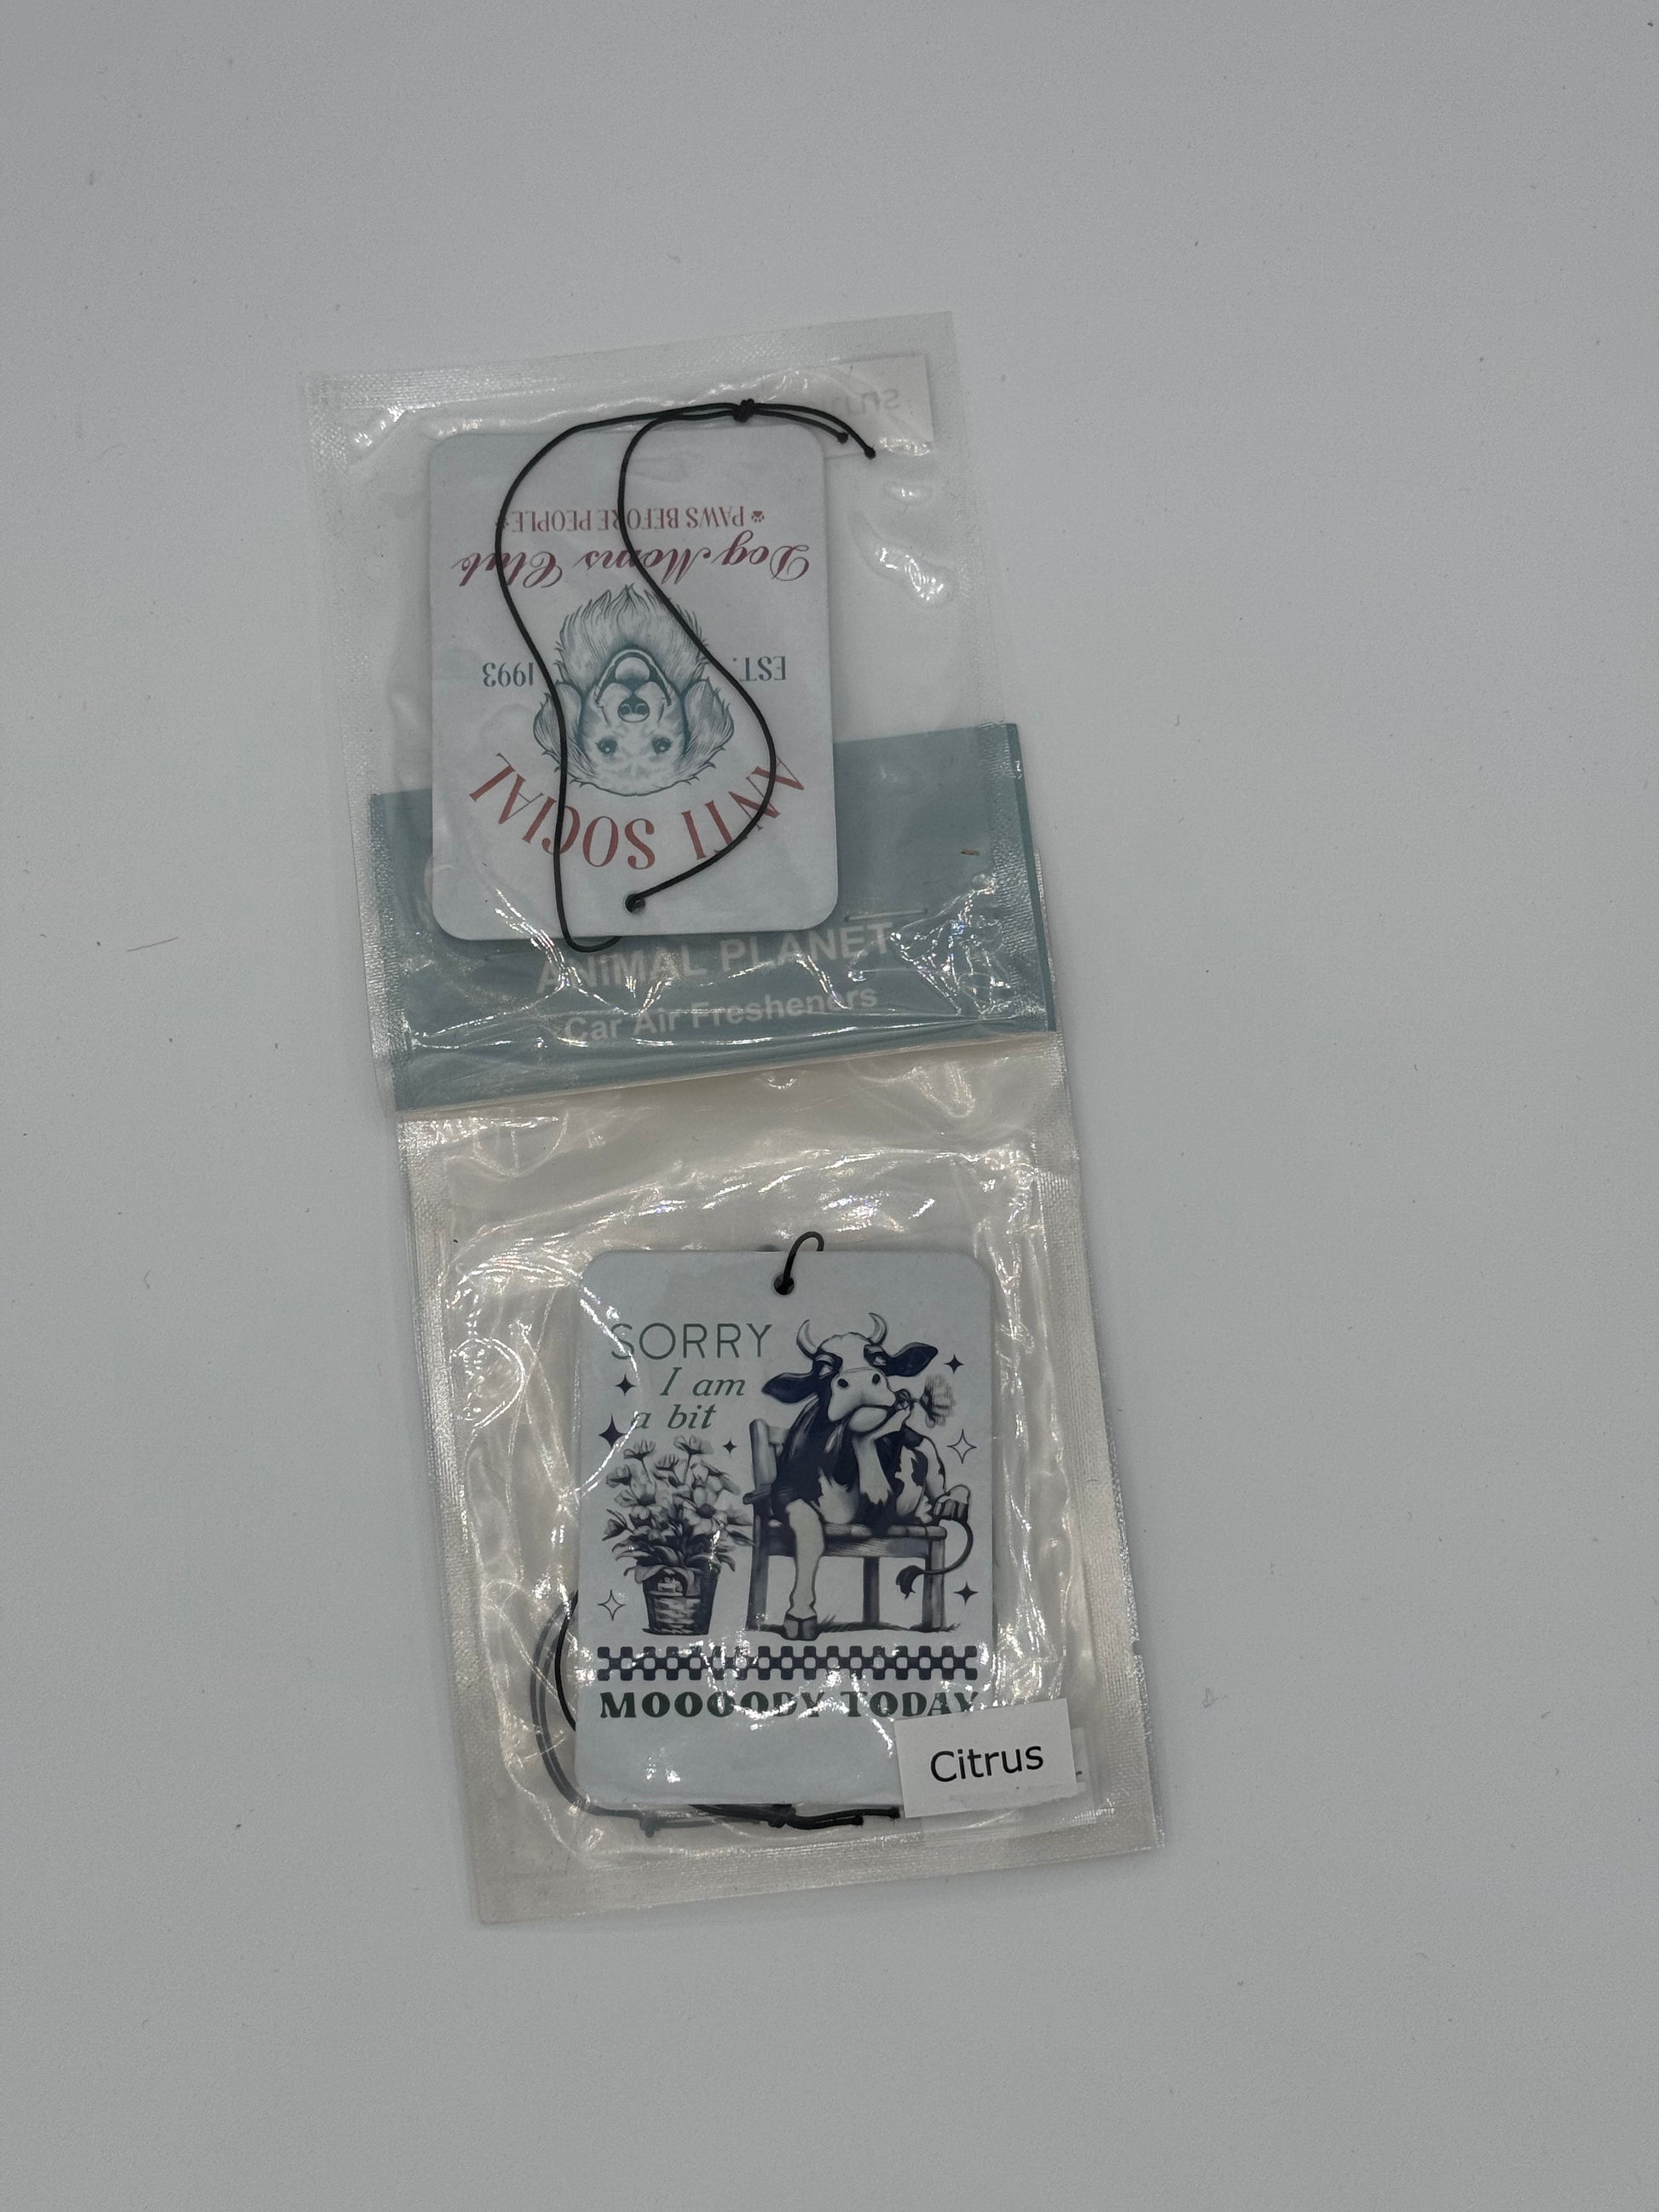 ANTI SOCIAL
EST. 1993
Dog Moms Club
PAWS BEFORE PEOPLE
ANiMAL PLANET
Car Air Fresheners
SORRY
I am
a bit
MOOOODY TODAY
Citrus